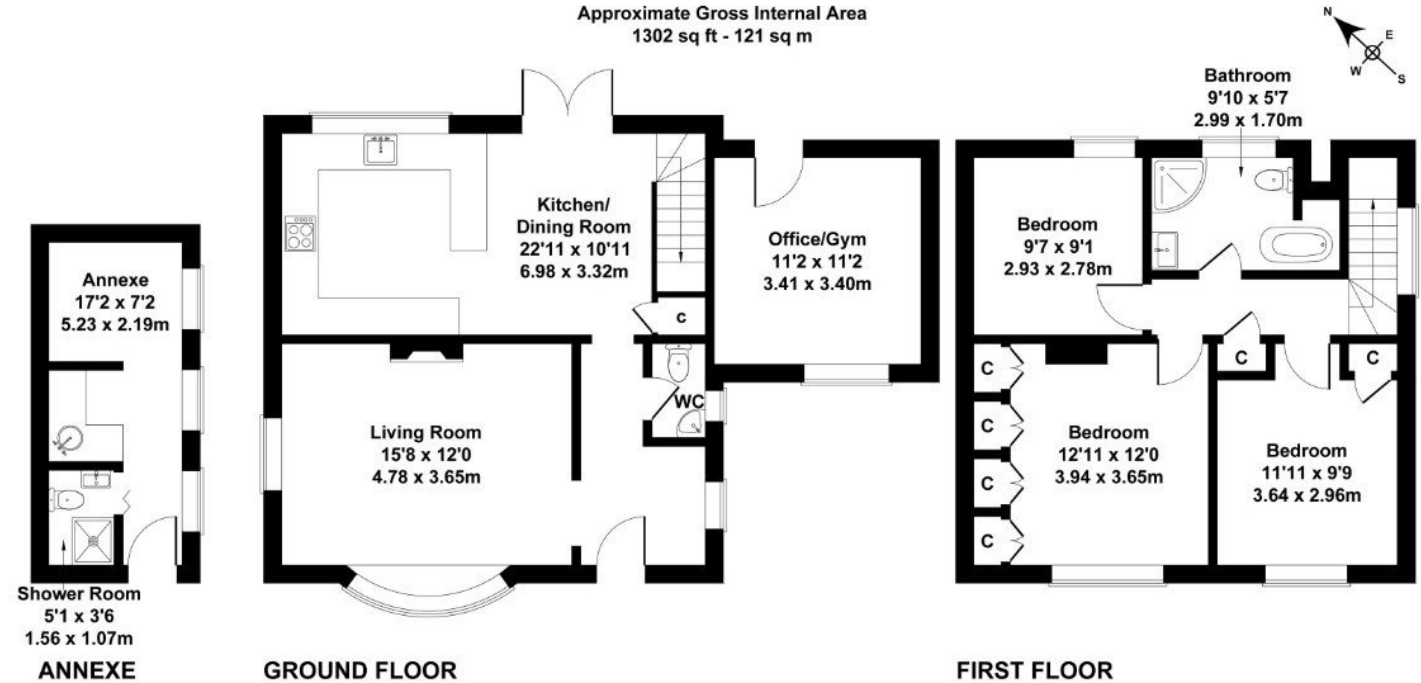 Approximate Gross Internal Area
1302 sq ft - 121 sq m
N
E
W
S
Annexe
17'2 x 7'2
5.23 x 2.19m
Shower Room
5'1 x 3'6
1.56 x 1.07m
ANNEXE
Kitchen/
Dining Room
22'11 x 10'11
6.98 x 3.32m
C
Living Room
15'8 x 12'0
4.78 x 3.65m
WC
Office/Gym
11'2 x 11'2
3.41 x 3.40m
GROUND FLOOR
Bathroom
9'10 x 5'7
2.99 x 1.70m
Bedroom
9'7 x 9'1
2.93 x 2.78m
C
C
C
C
C
C
Bedroom
12'11 x 12'0
3.94 x 3.65m
Bedroom
11'11 x 9'9
3.64 x 2.96m
FIRST FLOOR